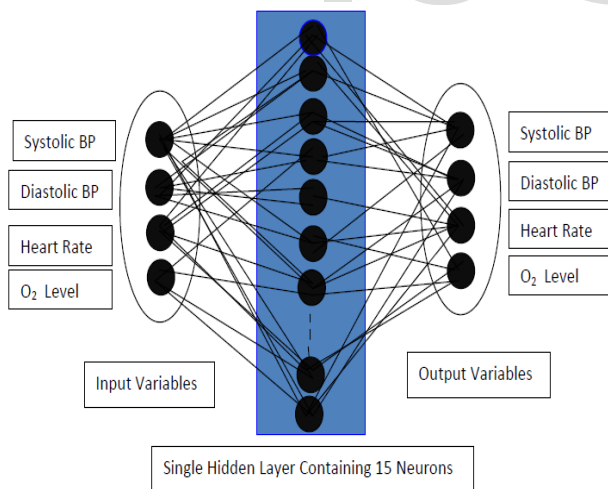 Systolic BP
Diastolic BP
Heart Rate
O₂ Level
Input Variables
Systolic BP
Diastolic BP
Heart Rate
O₂ Level
Output Variables
Single Hidden Layer Containing 15 Neurons